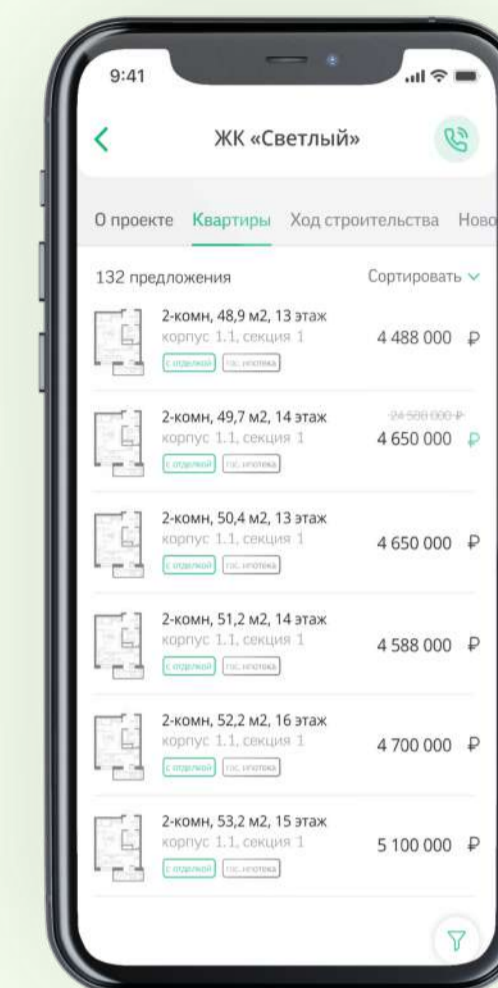 9:41
ЖК «Светлый»
О проекте Квартиры Ход строительства Ново
132 предложения Сортировать
2-комн, 48,9 м2, 13 этаж
корпус 1.1, секция 1
4 488 000 ₽
с отделкой гос. ипотека
24 588 000 ₽
2-комн, 49,7 м2, 14 этаж
корпус 1.1, секция 1
4 650 000 ₽
с отделкой гос. ипотека
2-комн, 50,4 м2, 13 этаж
корпус 1.1, секция 1
4 650 000 ₽
с отделкой гос. ипотека
2-комн, 51,2 м2, 14 этаж
корпус 1.1, секция 1
4 588 000 ₽
с отделкой гос. ипотека
2-комн, 52,2 м2, 16 этаж
корпус 1.1, секция 1
4 700 000 ₽
с отделкой гос. ипотека
2-комн, 53,2 м2, 15 этаж
корпус 1.1, секция 1
5 100 000 ₽
с отделкой гос. ипотека